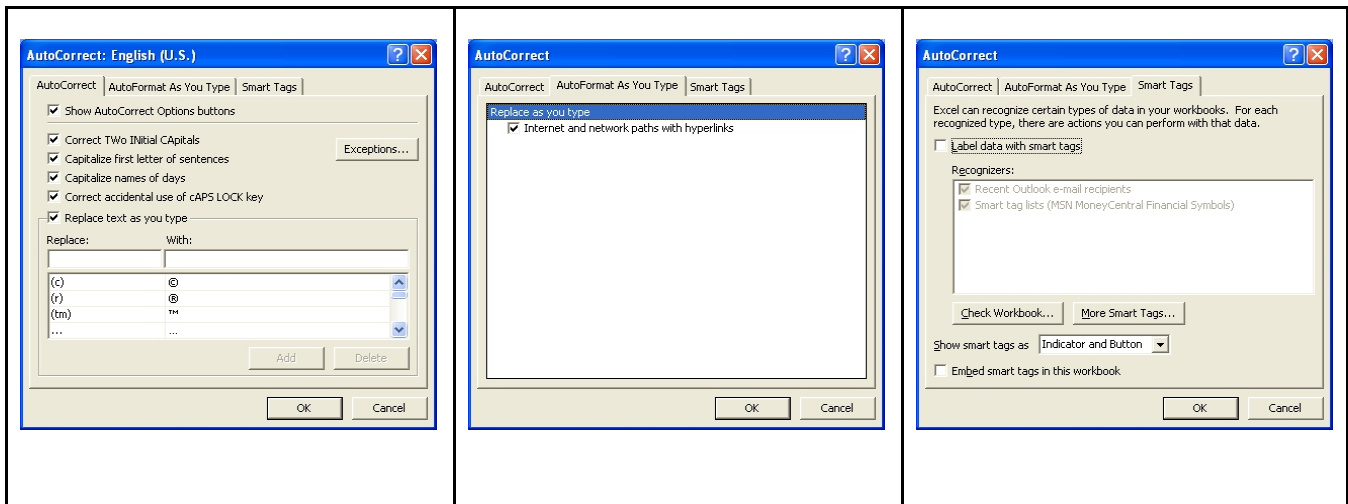 AutoCorrect: English (U.S.)
AutoCorrect AutoFormat As You Type Smart Tags
Show AutoCorrect Options buttons
Correct TWo INitial CApitals
Exceptions...
Capitalize first letter of sentences
Capitalize names of days
Correct accidental use of cAPS LOCK key
Replace text as you type
Replace: With:
(c) ©
(r) ®
(tm) ™
... ...
Add Delete
OK Cancel
AutoCorrect
AutoCorrect AutoFormat As You Type Smart Tags
Replace as you type
Internet and network paths with hyperlinks
OK Cancel
AutoCorrect
AutoCorrect AutoFormat As You Type Smart Tags
Excel can recognize certain types of data in your workbooks. For each
recognized type, there are actions you can perform with that data.
Label data with smart tags
Recognizers:
Recent Outlook e-mail recipients
Smart tag lists (MSN MoneyCentral Financial Symbols)
Check Workbook... More Smart Tags...
Show smart tags as Indicator and Button
Embed smart tags in this workbook
OK Cancel